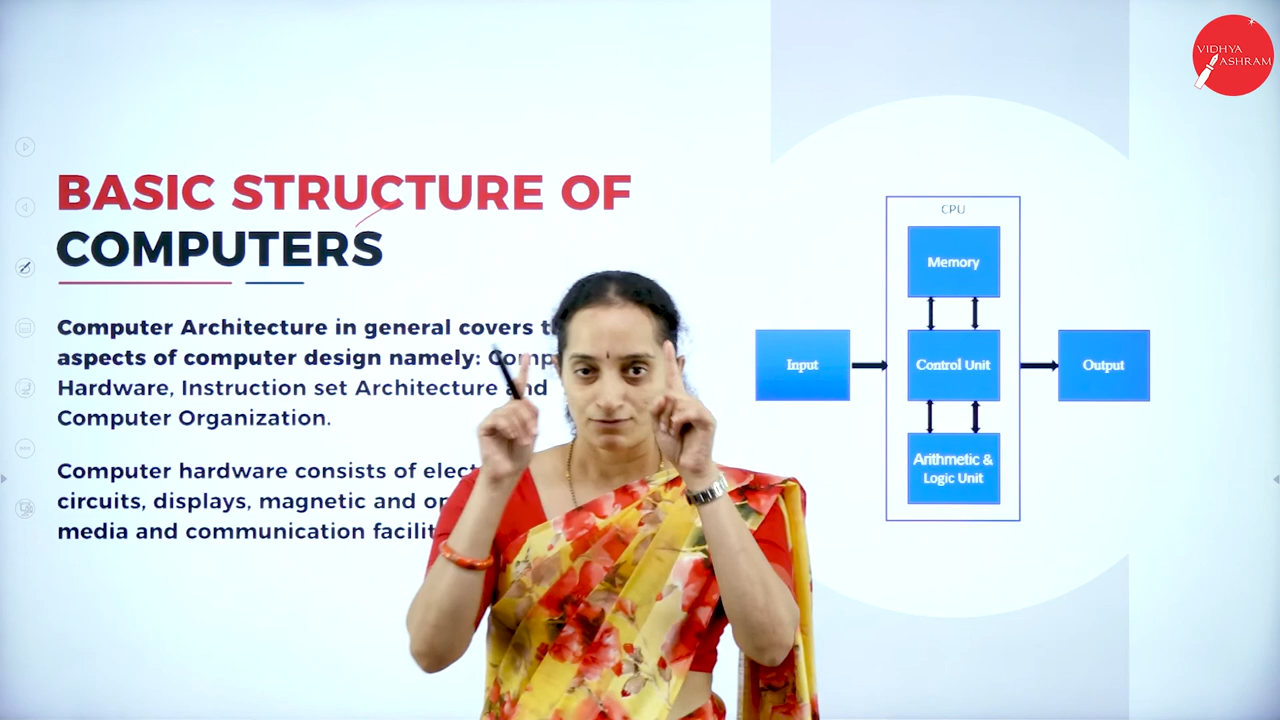 VIDHYA
ASHRAM
BASIC STRUCTURE OF
COMPUTERS
Computer Architecture in general covers
aspects of computer design namely:
Hardware, Instruction set Architecture and
Computer Organization.
Computer hardware consists of
circuits, displays, magnetic and
media and communication
CPU
Memory
Input
Control Unit
Output
Arithmetic &
Logic Unit